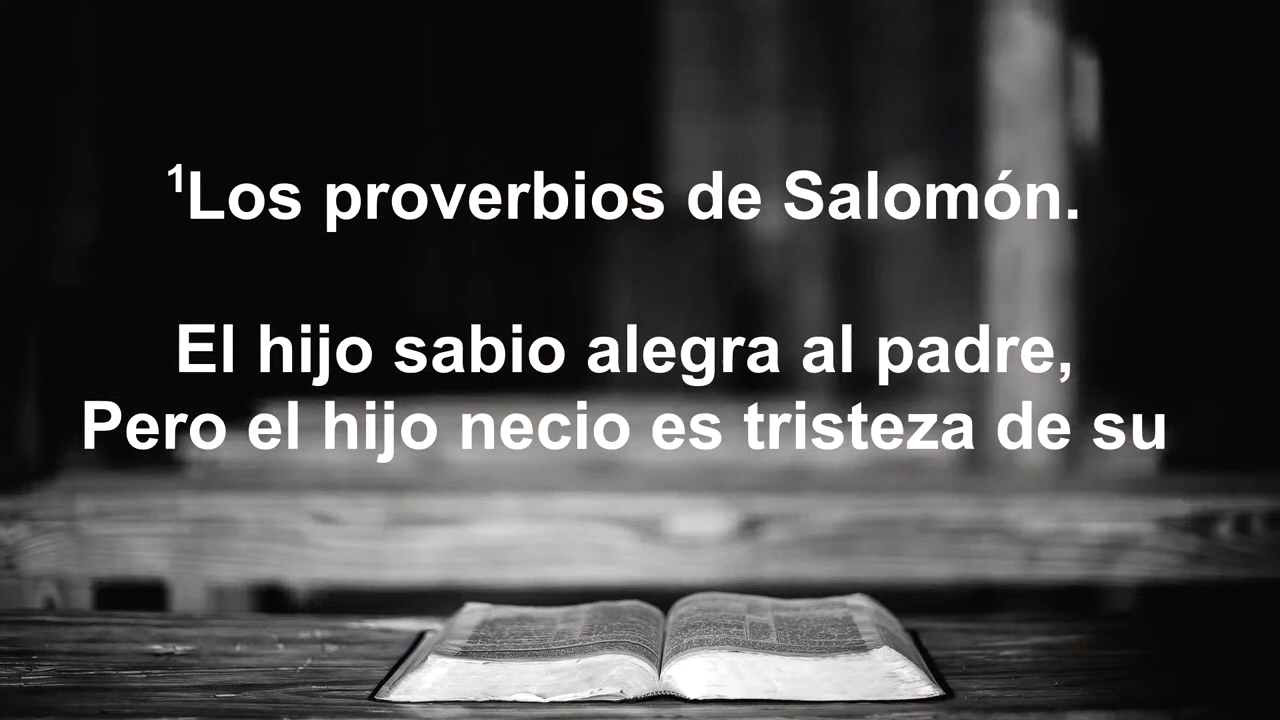 ¹Los proverbios de Salomón.
El hijo sabio alegra al padre,
Pero el hijo necio es tristeza de su